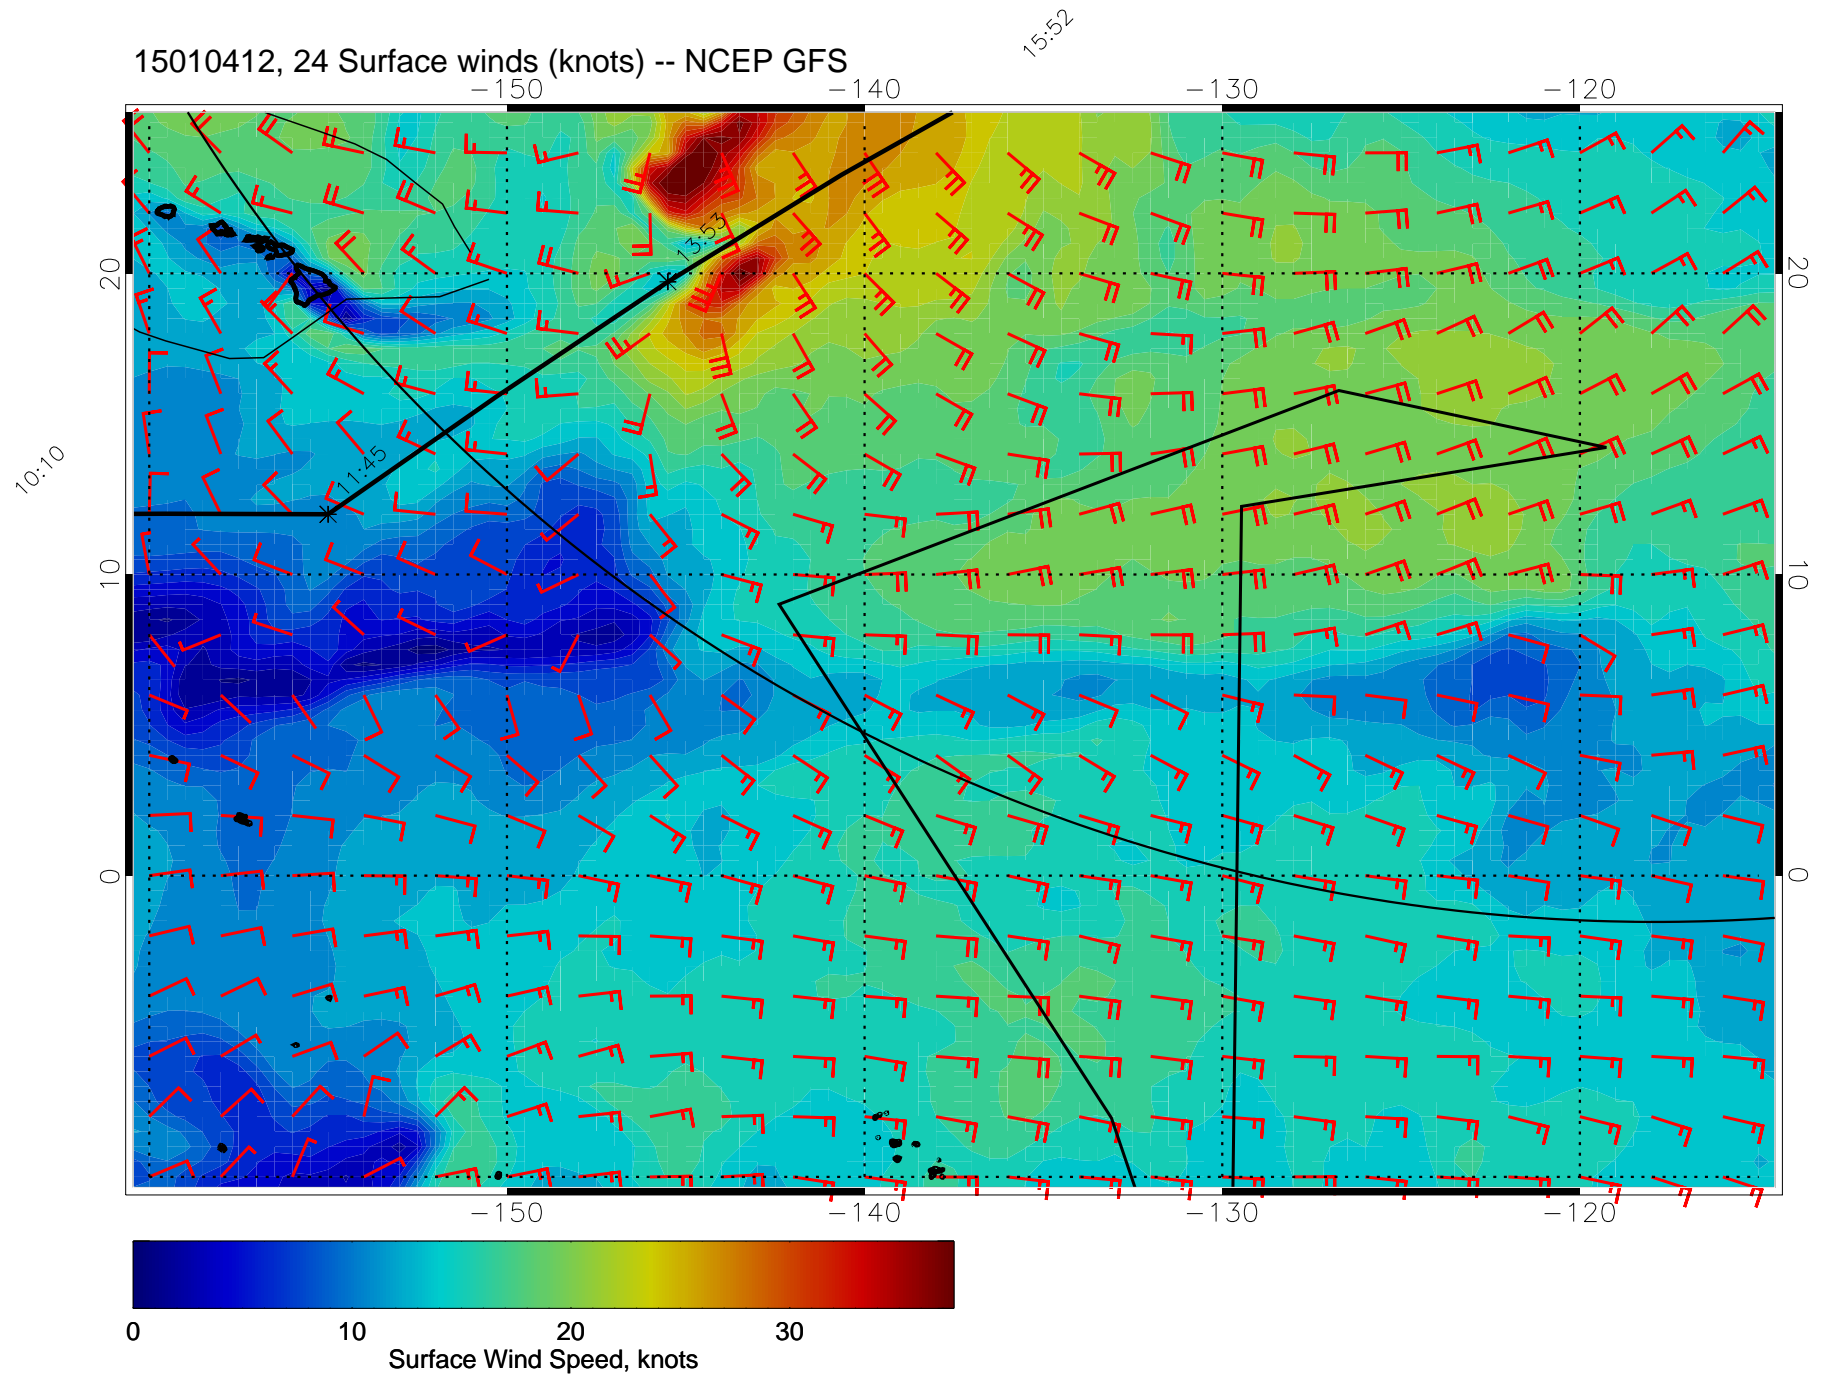 15:52
15010412, 24 Surface winds (knots) -- NCEP GFS
−150 −140 −130 −120
13:53
20 20
10:10 11:45
10 10
0 0
−150 −140 −130 −120
0 10 20 30
Surface Wind Speed, knots